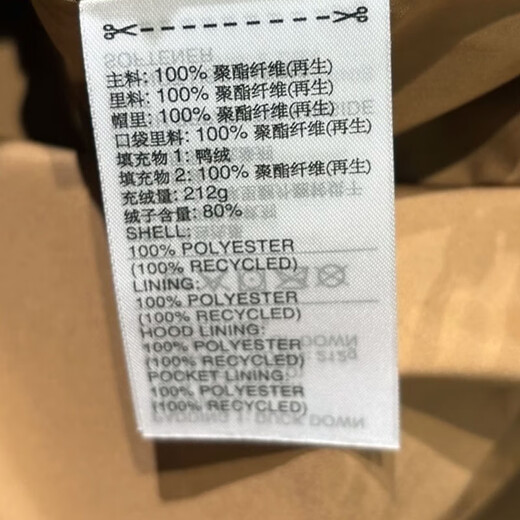 主料: 100% 聚酯纤维(再生)
里料: 100% 聚酯纤维(再生)
帽里: 100% 聚酯纤维(再生)
口袋里料: 100% 聚酯纤维(再生)
填充物 1: 鸭绒
填充物 2: 100% 聚酯纤维(再生)
充绒量: 212g
绒子含量: 80%
SHELL:
100% POLYESTER
(100% RECYCLED)
LINING:
100% POLYESTER
(100% RECYCLED)
HOOD LINING:
100% POLYESTER
(100% RECYCLED)
POCKET LINING:
100% POLYESTER
(100% RECYCLED)